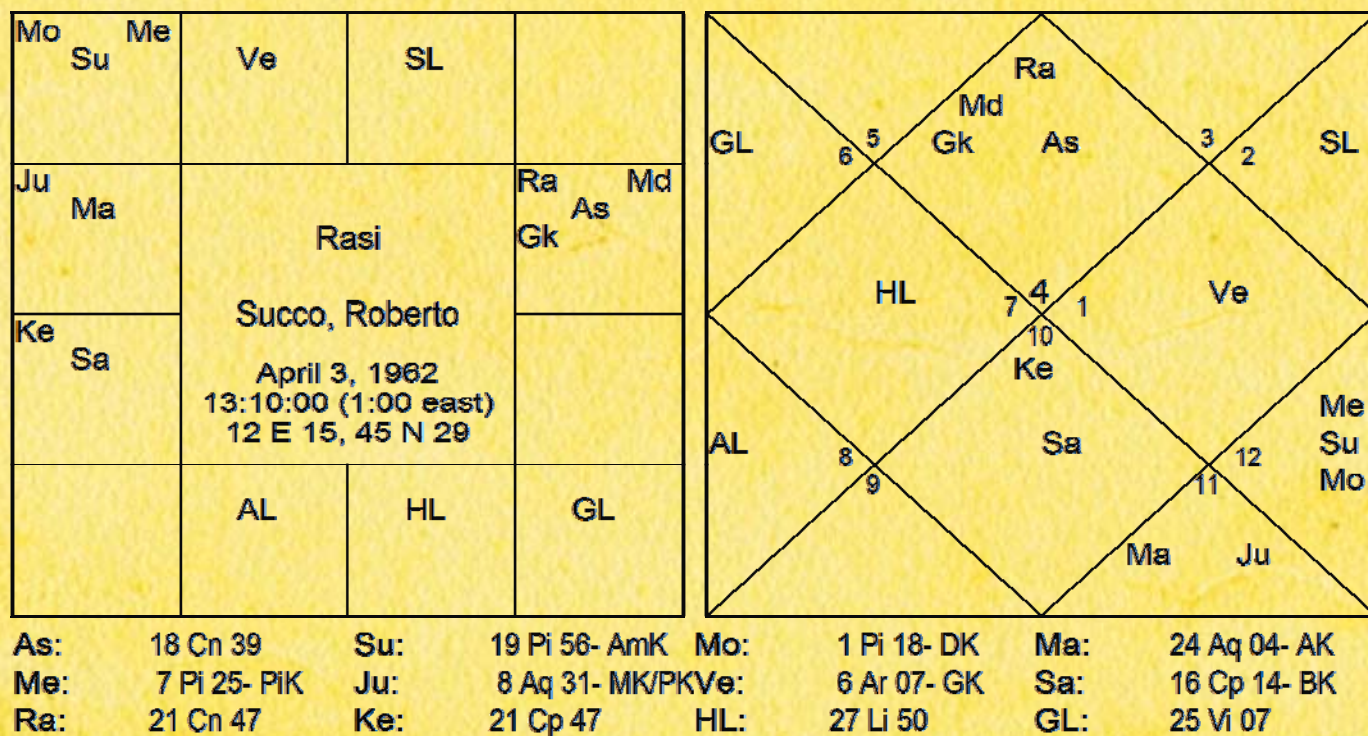 Mo Me
Su
Ve
SL
Ju
Ma
Ra Md
As
Gk
Rasi
Succo, Roberto
April 3, 1962
13:10:00 (1:00 east)
12 E 15, 45 N 29
Ke
Sa
AL
HL
GL
Ra
Md
Gk As
GL
6 5
3 2
SL
HL
7 4 1
10
Ve
Ke
Sa
AL
8
9
12
11
Me
Su
Mo
Ma Ju
As: 18 Cn 39 Su: 19 Pi 56- AmK Mo: 1 Pi 18- DK Ma: 24 Aq 04- AK
Me: 7 Pi 25- PiK Ju: 8 Aq 31- MK/PK Ve: 6 Ar 07- GK Sa: 16 Cp 14- BK
Ra: 21 Cn 47 Ke: 21 Cp 47 HL: 27 Li 50 GL: 25 Vi 07